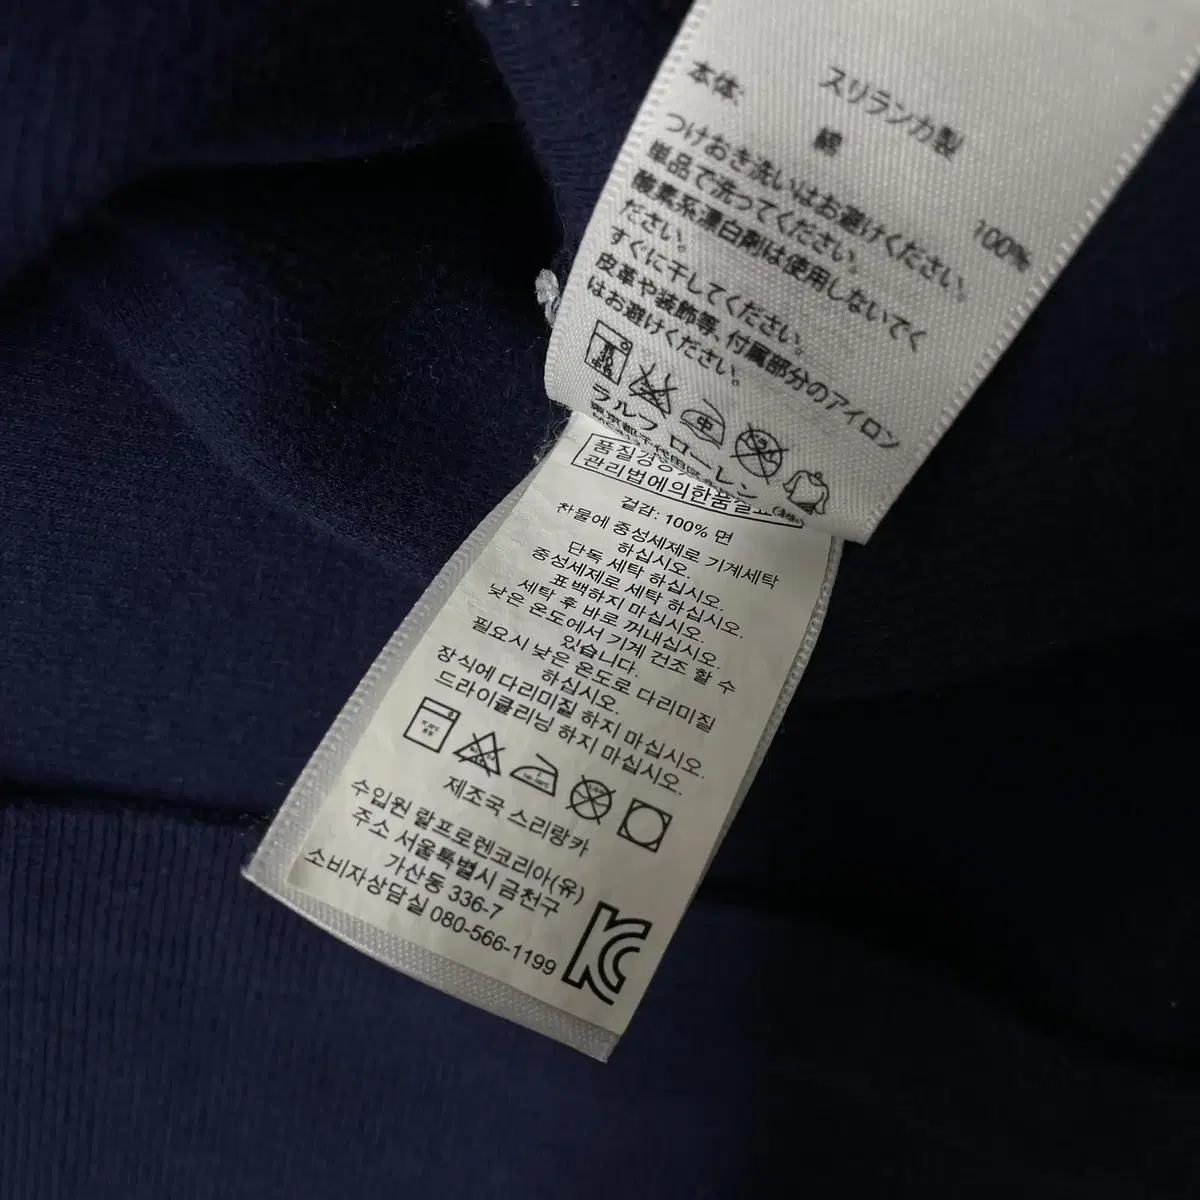 スリランカ製
本体: 綿 100%
つけおき洗いはお避けください。
単品で洗ってください。
酸素系漂白剤は使用しないでく
ださい。
すぐに干してください。
皮革や装飾等、付属部分のアイロン
はお避けください。
中
ラルフ ローレン
品질경영
관리법에의한품질표
겉감: 100% 면
찬물에 중성세제로 기계세탁
하십시오.
단독 세탁 하십시오.
중성세제로 세탁 하십시오.
표백하지 마십시오.
세탁 후 바로 꺼내십시오.
낮은 온도에서 기계 건조 할 수
있습니다.
필요시 낮은 온도로 다리미질
하십시오.
장식에 다리미질 하지 마십시오.
드라이클리닝 하지 마십시오.
제조국 스리랑카
수입원 랄프로렌코리아(유)
주소 서울특별시 금천구
가산동 336-7
소비자상담실 080-566-1199